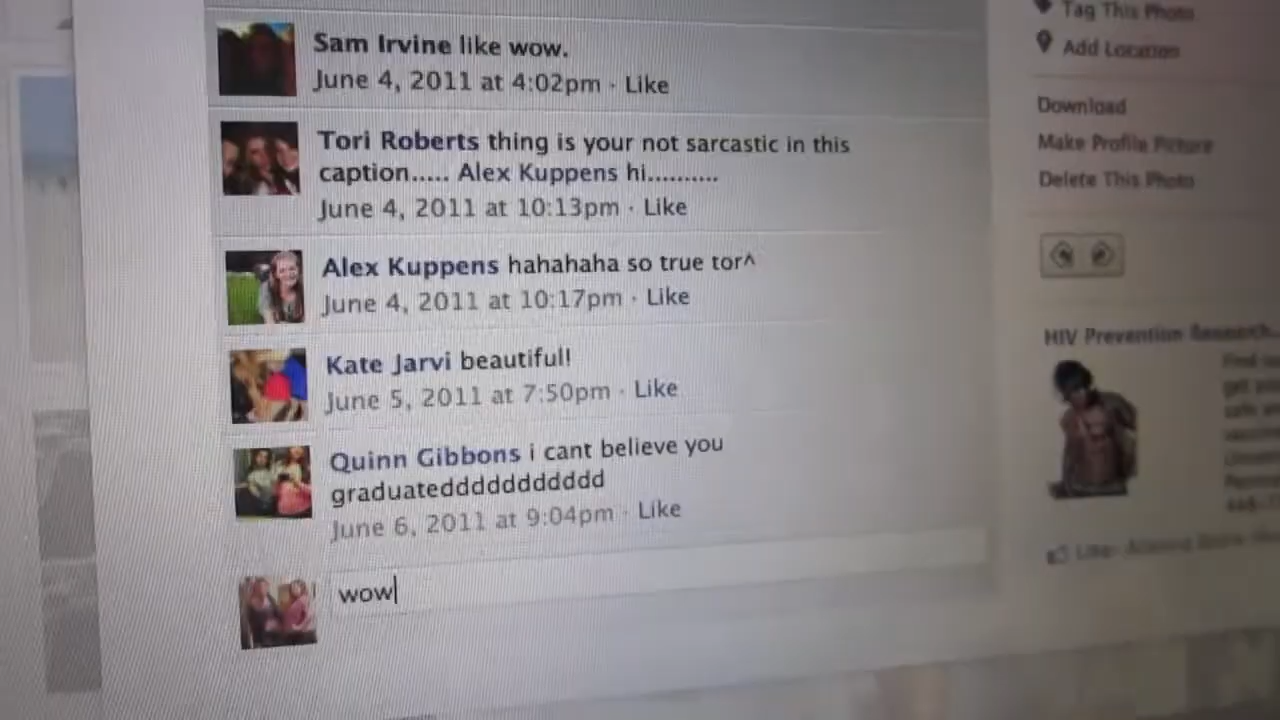 Sam Irvine like wow.
June 4, 2011 at 4:02pm · Like
Tori Roberts thing is your not sarcastic in this
caption..... Alex Kuppens hi..........
June 4, 2011 at 10:13pm · Like
Alex Kuppens hahahaha so true tor^
June 4, 2011 at 10:17pm · Like
Kate Jarvi beautiful!
June 5, 2011 at 7:50pm · Like
Quinn Gibbons i cant believe you
graduateddddddddddd
June 6, 2011 at 9:04pm · Like
wow
Tag This Photo
Add Location
Download
Make Profile Picture
Delete This Photo
HIV Prevention